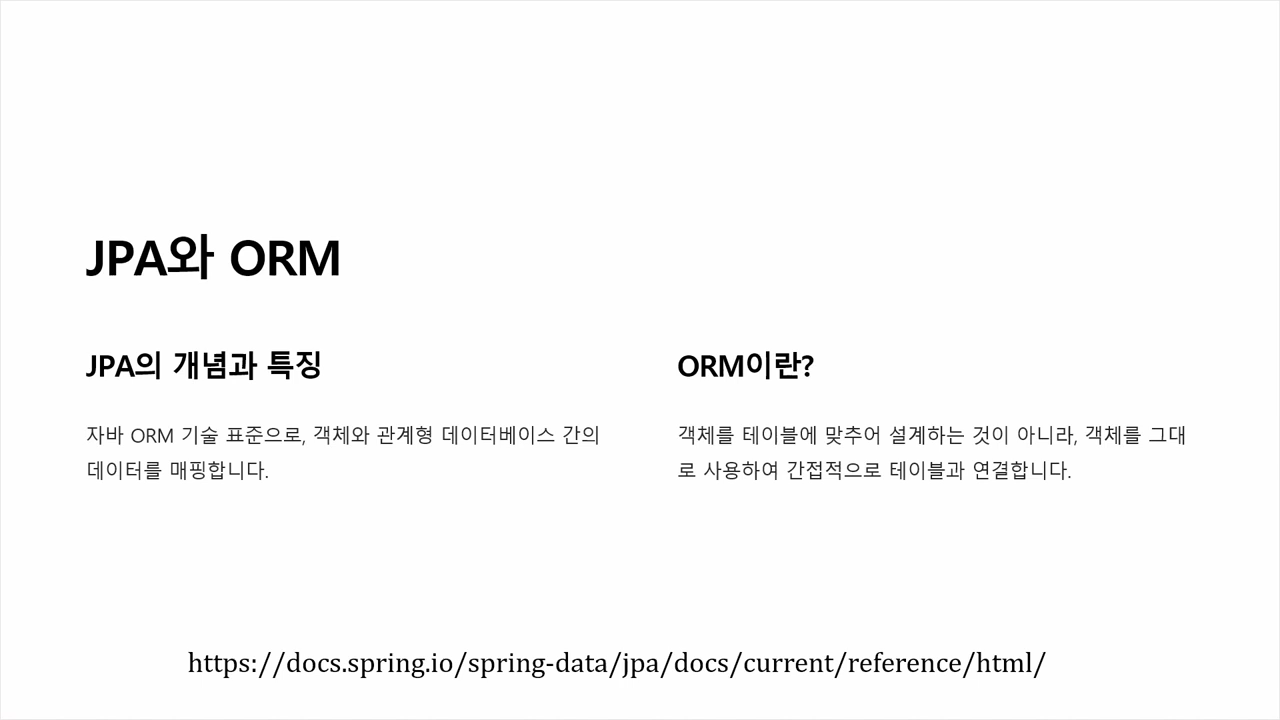 JPA와 ORM
JPA의 개념과 특징
자바 ORM 기술 표준으로, 객체와 관계형 데이터베이스 간의
데이터를 매핑합니다.
ORM이란?
객체를 테이블에 맞추어 설계하는 것이 아니라, 객체를 그대
로 사용하여 간접적으로 테이블과 연결합니다.
https://docs.spring.io/spring-data/jpa/docs/current/reference/html/